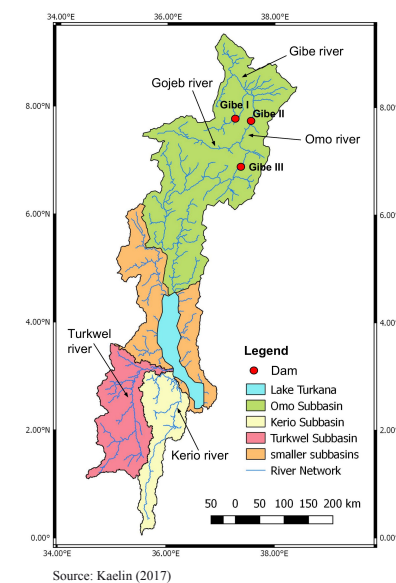 34.00°E 36.00°E 38.00°E
Gibe river
Gojeb river
8.00°N
Gibe I
Gibe II
8.00
Omo river
Gibe III
6.00°N
6.00
4.00°N
4.00
Turkwel
river
Legend
Dam
Lake Turkana
Omo Subbasin
Kerio Subbasin
Turkwel Subbasin
smaller subbasins
River Network
2.00°N
2.00
Kerio river
50 0 50 100 150 200 km
0.00°
0.00
34.00°E 36.00°E 38.00°E
Source: Kaelin (2017)